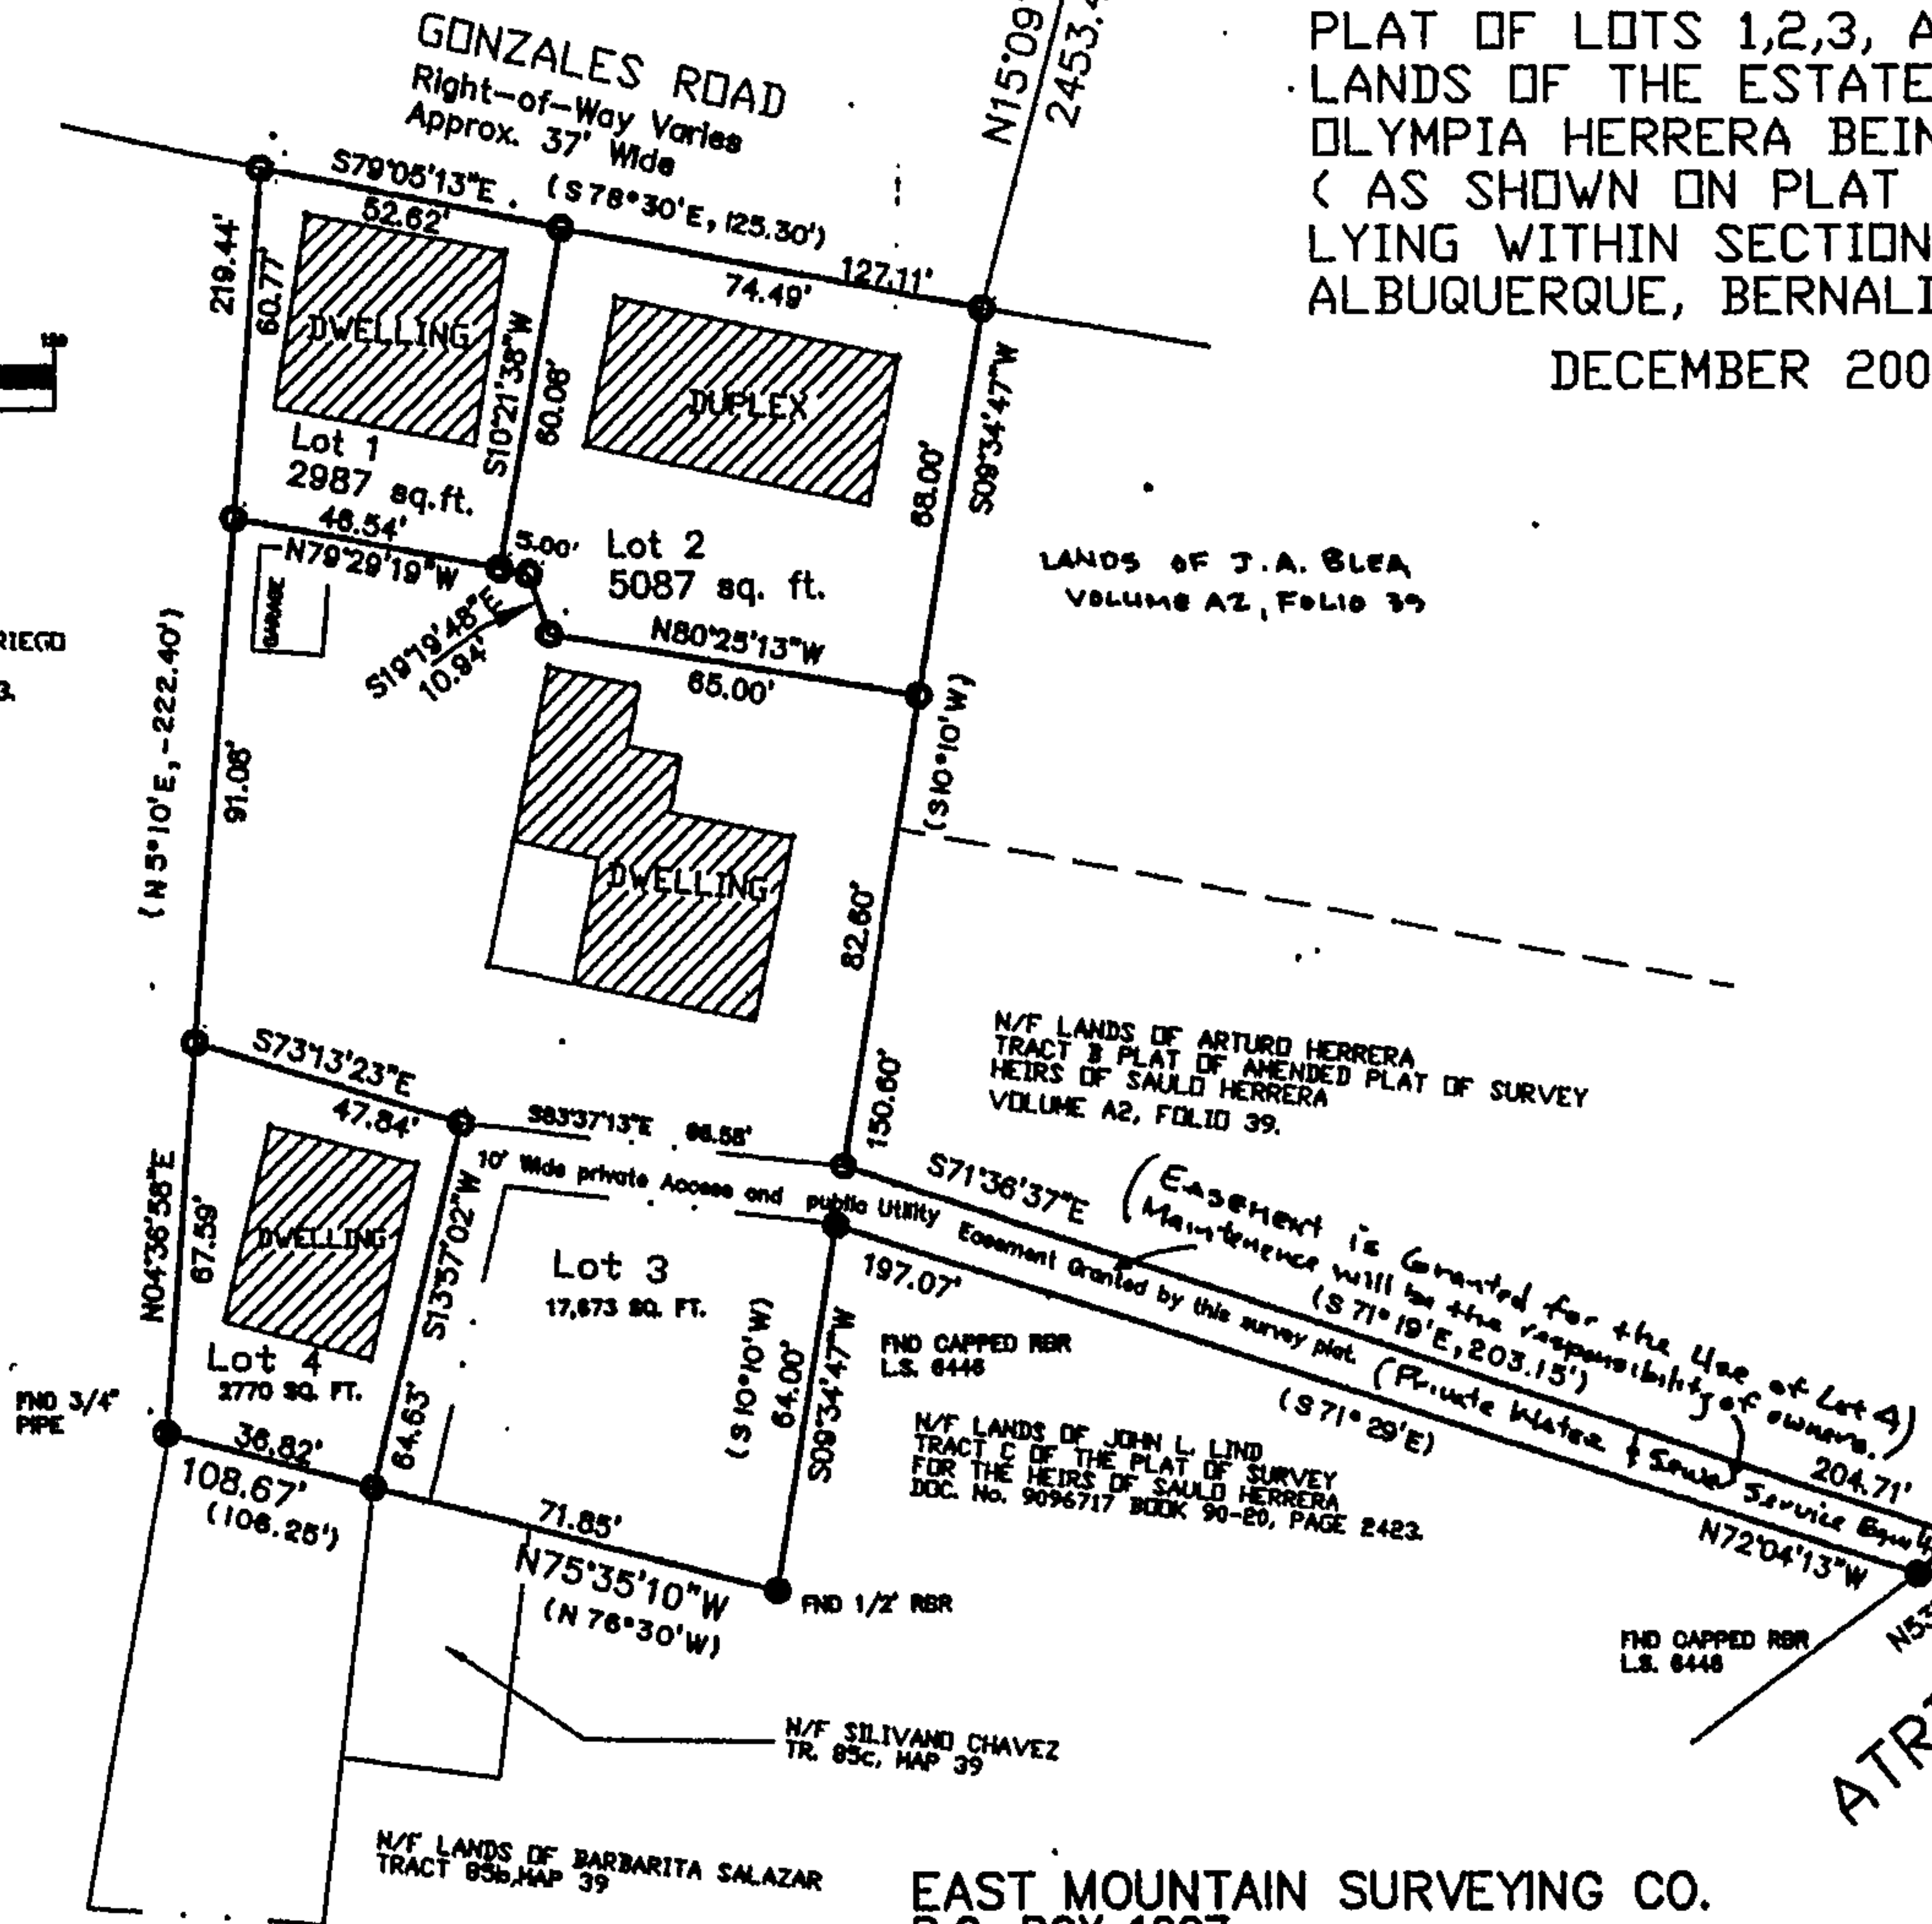 GONZALES ROAD
Right-of-Way Varies
Approx. 37' Wide
N15°09'
2453.4
PLAT OF LOTS 1,2,3, A
LANDS OF THE ESTATE
OLYMPIA HERRERA BEIN
( AS SHOWN ON PLAT
LYING WITHIN SECTION
ALBUQUERQUE, BERNALI
DECEMBER 200
S79°05'13"E
(S78°30'E, 125.30')
52.62'
127.11'
74.49'
219.44'
60.77'
DWELLING
S10°21'38"W
60.08'
DUPLEX
68.00'
S09°34'47"W
Lot 1
2987 sq.ft.
48.54'
N79°29'19"W
5.00'
Lot 2
5087 sq. ft.
GARAGE
S19°19'48"E
10.94'
N80°25'13"W
65.00'
LANDS OF J.A. BLEA
VOLUME A2, FOLIO 39
RIEGO
(N5°10'E,-222.40')
91.08'
(S10°10'W)
DWELLING
82.60'
150.60'
N/F LANDS OF ARTURO HERRERA
TRACT B PLAT OF AMENDED PLAT OF SURVEY
HEIRS OF SAULO HERRERA
VOLUME A2, FOLIO 39.
S73°13'23"E
47.84'
S83°37'13"E
10' Wide private Access and public Utility Easement Granted by this survey plat. (Private Water & Sewer Service
S71°36'37"E
(Easement is Granted for the Use of Lot 4)
(Maintenence will be the responsibility of owners.)
(S71°19'E, 203.15')
197.07'
(S71°29'E)
204.71'
N72°04'13"W
N04°36'58"E
67.59'
DWELLING
S13°57'02"W
64.63'
Lot 3
17,673 SQ. FT.
(S10°10'W)
64.00'
S09°34'47"W
FND CAPPED RBR
L.S. 6446
Lot 4
2770 SQ. FT.
FND 3/4"
PIPE
36.82'
108.67'
(106.25')
71.85'
N75°35'10"W
(N76°30'W)
FND 1/2' RBR
N/F LANDS OF JOHN L. LIND
TRACT C OF THE PLAT OF SURVEY
FOR THE HEIRS OF SAULO HERRERA
DOC. No. 9096717 BOOK 90-20, PAGE 2423.
FND CAPPED RBR
L.S. 6446
N53
N/F SILIVANO CHAVEZ
TR. 85c, MAP 39
ATR
N/F LANDS OF BARBARITA SALAZAR
TRACT 85b,MAP 39
EAST MOUNTAIN SURVEYING CO.